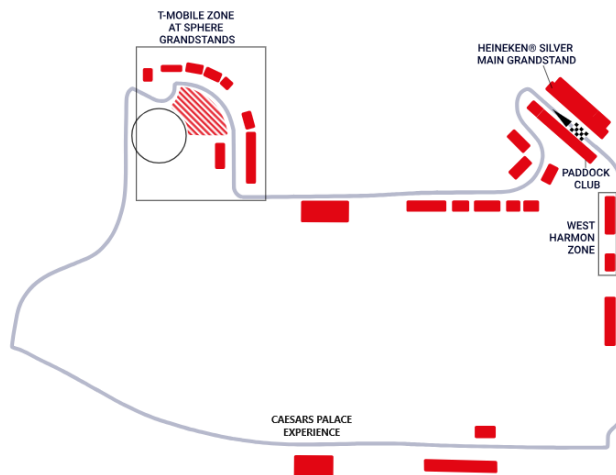 T-MOBILE ZONE
AT SPHERE
GRANDSTANDS
HEINEKEN® SILVER
MAIN GRANDSTAND
PADDOCK
CLUB
WEST
HARMON
ZONE
CAESARS PALACE
EXPERIENCE